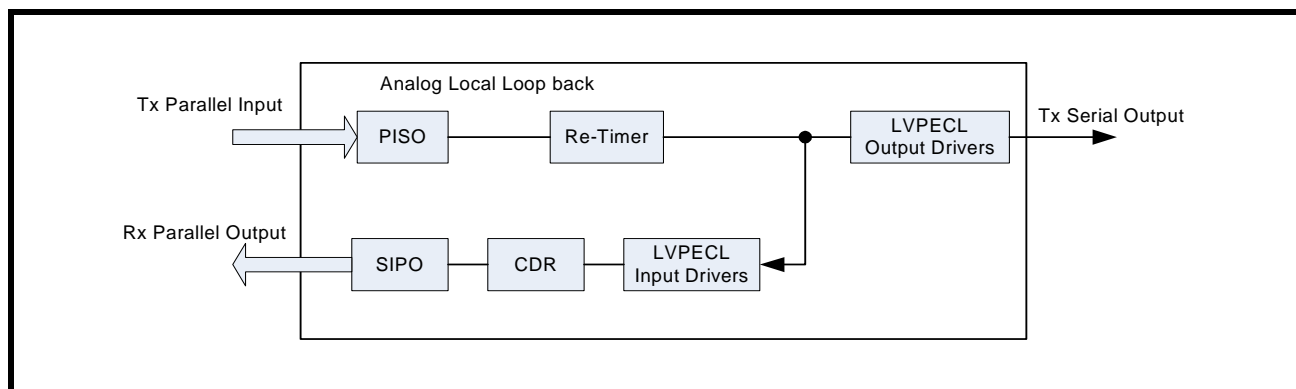 Analog Local Loop back
Tx Parallel Input
PISO
Re-Timer
LVPECL
Output Drivers
Tx Serial Output
Rx Parallel Output
SIPO
CDR
LVPECL
Input Drivers